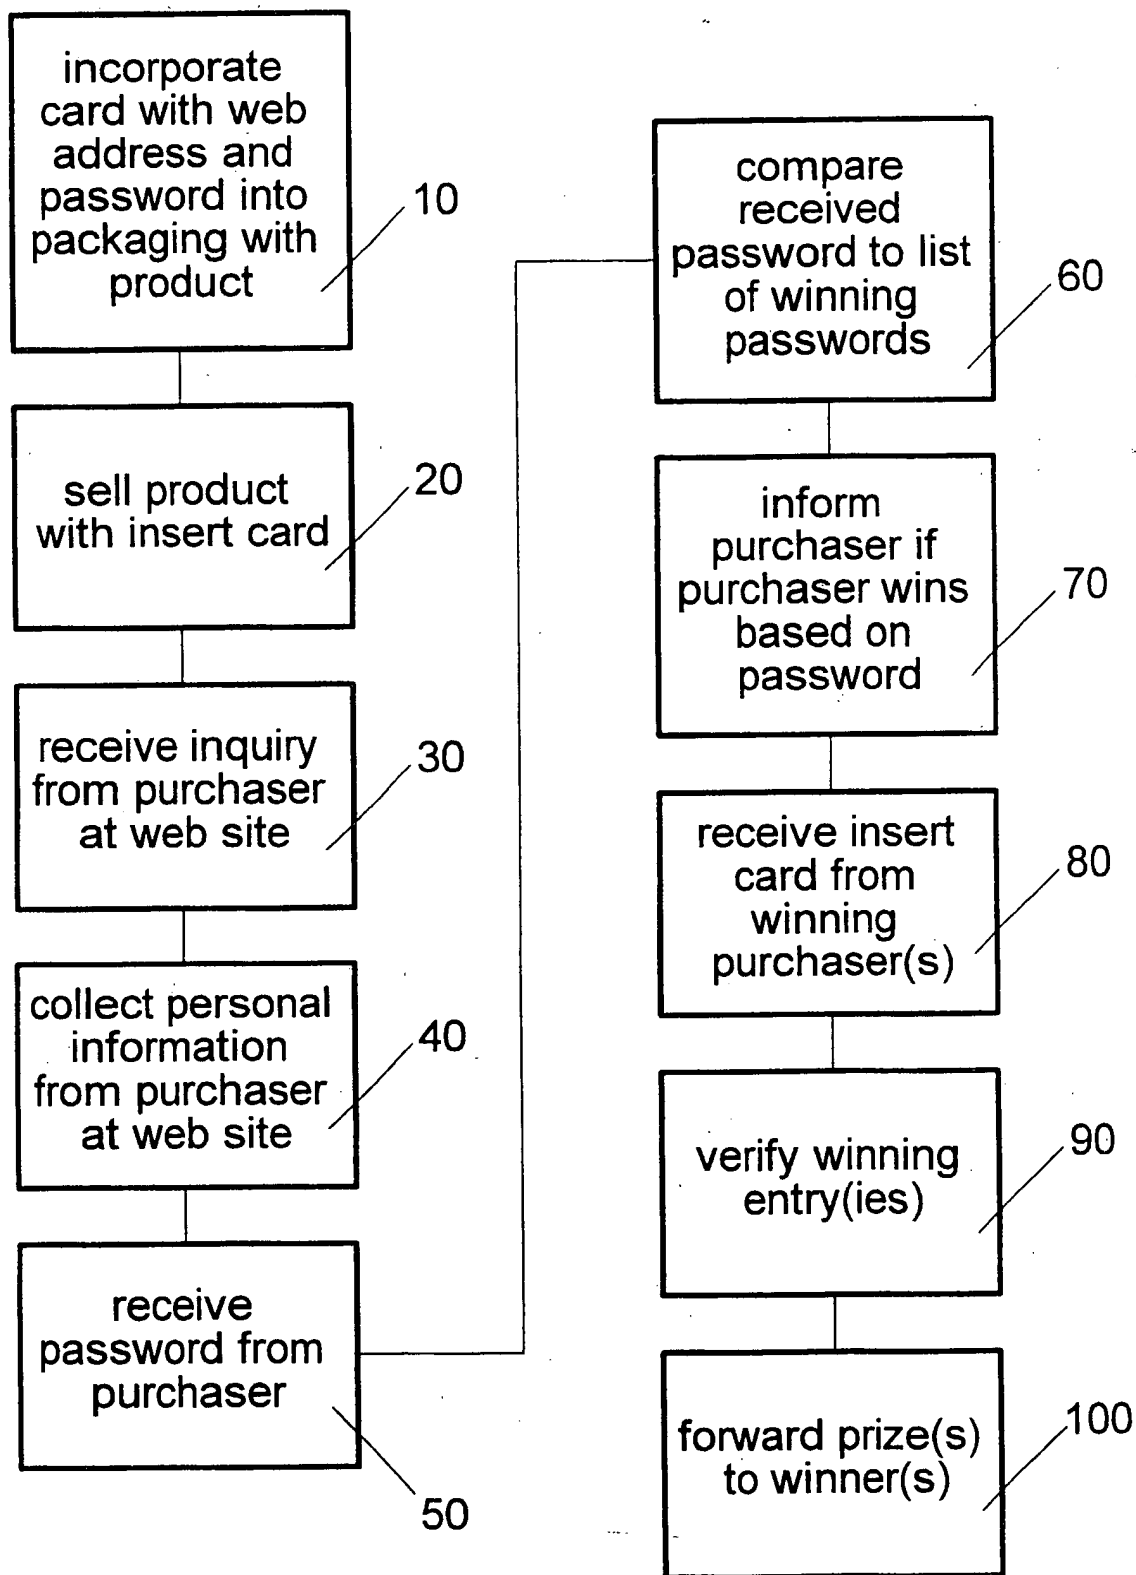 incorporate
card with web
address and
password into
packaging with
product
10
sell product
with insert card
20
receive inquiry
from purchaser
at web site
30
collect personal
information
from purchaser
at web site
40
receive
password from
purchaser
50
compare
received
password to list
of winning
passwords
60
inform
purchaser if
purchaser wins
based on
password
70
receive insert
card from
winning
purchaser(s)
80
verify winning
entry(ies)
90
forward prize(s)
to winner(s)
100